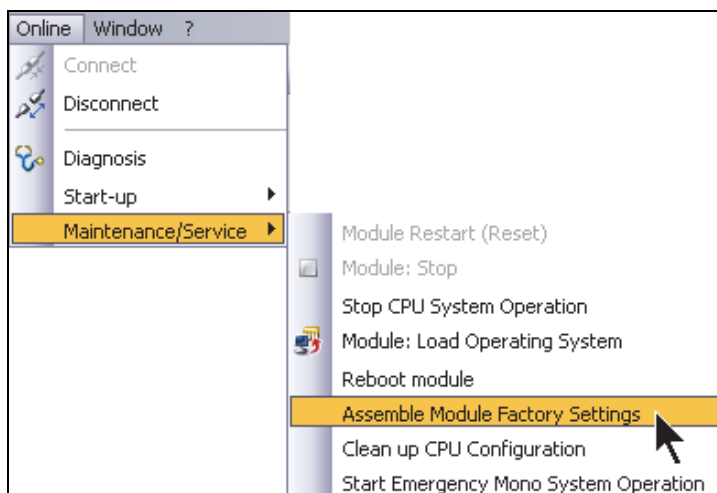 Online Window ?
Connect
Disconnect
Diagnosis
Start-up
Maintenance/Service
Module Restart (Reset)
Module: Stop
Stop CPU System Operation
Module: Load Operating System
Reboot module
Assemble Module Factory Settings
Clean up CPU Configuration
Start Emergency Mono System Operation